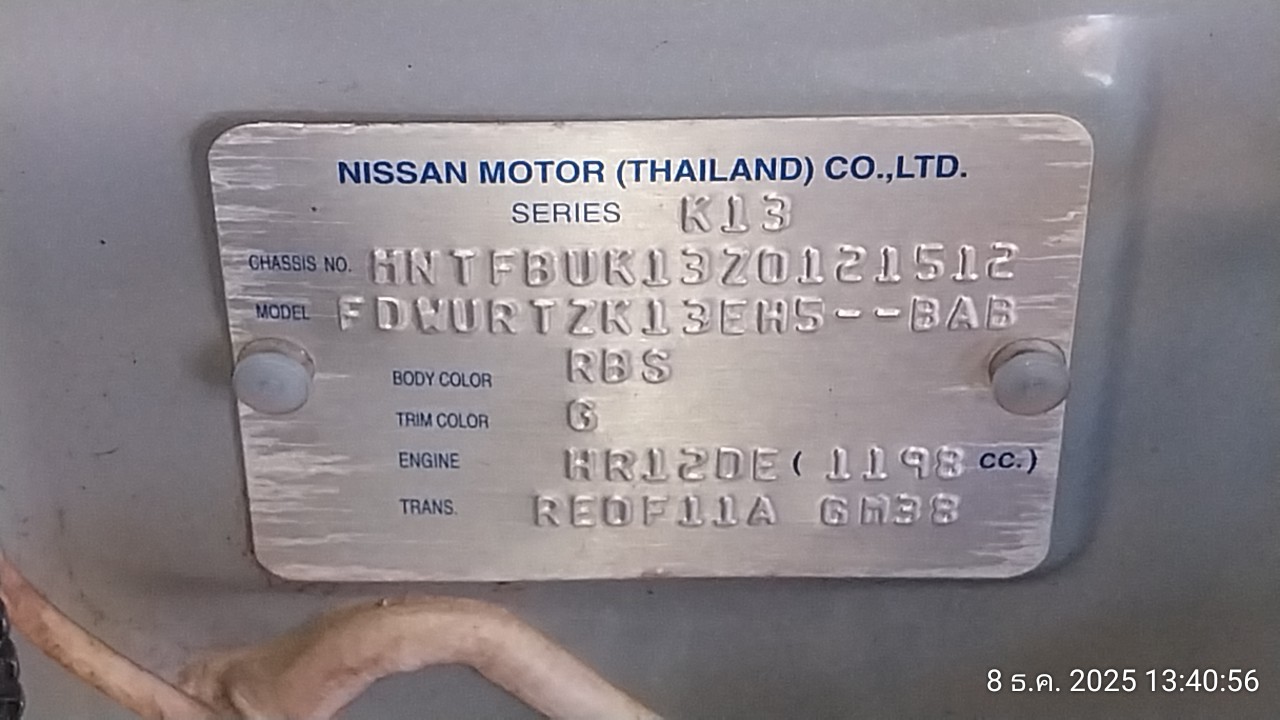 NISSAN MOTOR (THAILAND) CO.,LTD.
SERIES K13
CHASSIS NO. MNTFBUK13Z0121512
MODEL FDWURTZK13EH5--BAB
BODY COLOR RBS
TRIM COLOR G
ENGINE HR12DE ( 1198 CC.)
TRANS. RE0F11A GM38
8 ธ.ค. 2025 13:40:56